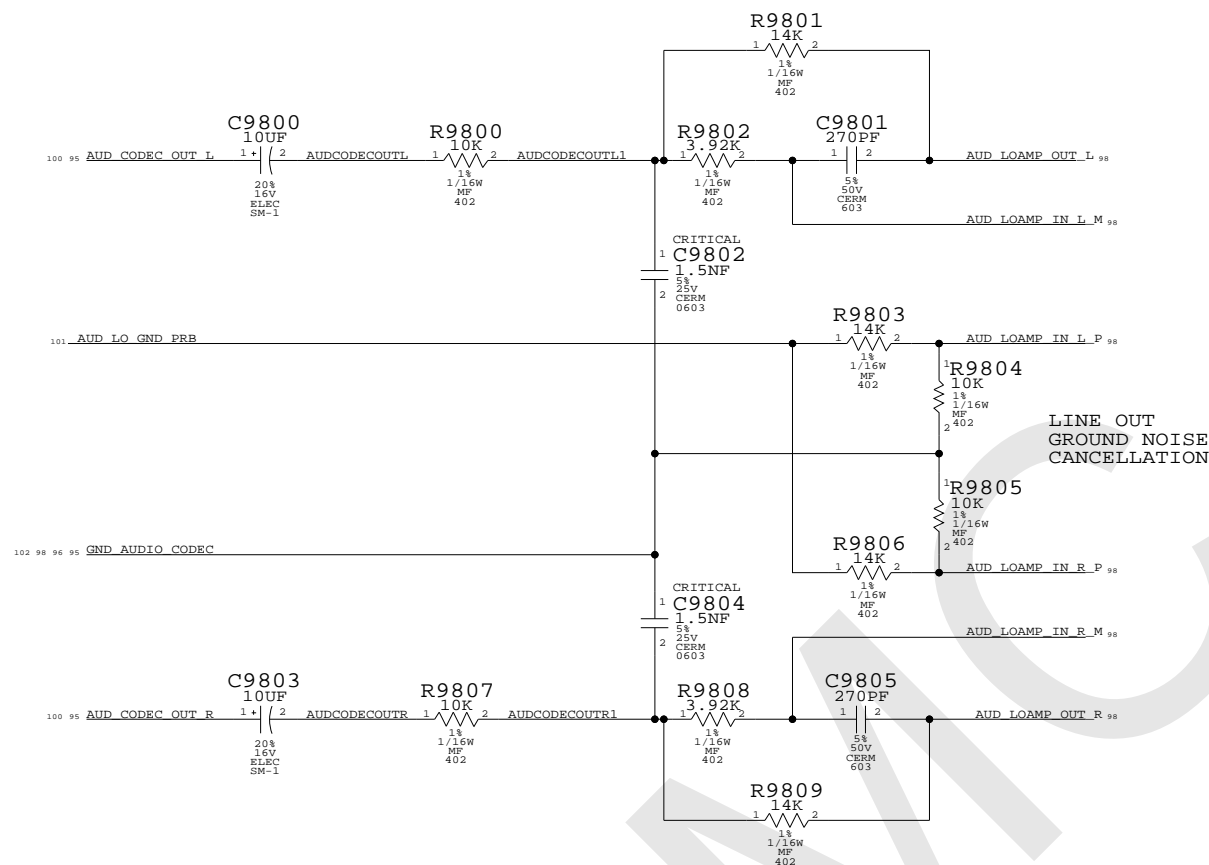 R9801
14K
1 2
1%
1/16W
MF
402
C9800
10UF
1 + 2
20%
16V
ELEC
SM-1
R9800
10K
1 2
1%
1/16W
MF
402
R9802
3.92K
1 2
1%
1/16W
MF
402
C9801
270PF
1 2
5%
50V
CERM
603
100 95 AUD_CODEC_OUT_L
AUDCODECOUTL
AUDCODECOUTL1
AUD_LOAMP_OUT_L 98
AUD_LOAMP_IN_L_M 98
CRITICAL
1 C9802
1.5NF
5%
25V
2 CERM
0603
101 AUD_LO_GND_PRB
R9803
14K
1 2
1%
1/16W
MF
402
AUD_LOAMP_IN_L_P 98
1 R9804
10K
1%
1/16W
MF
2 402
LINE OUT
GROUND NOISE
CANCELLATION
1 R9805
10K
1%
1/16W
MF
2 402
102 98 96 95 GND_AUDIO_CODEC
R9806
14K
1 2
1%
1/16W
MF
402
AUD_LOAMP_IN_R_P 98
CRITICAL
1 C9804
1.5NF
5%
25V
2 CERM
0603
AUD_LOAMP_IN_R_M 98
C9803
10UF
1 + 2
20%
16V
ELEC
SM-1
R9807
10K
1 2
1%
1/16W
MF
402
R9808
3.92K
1 2
1%
1/16W
MF
402
C9805
270PF
1 2
5%
50V
CERM
603
100 95 AUD_CODEC_OUT_R
AUDCODECOUTR
AUDCODECOUTR1
AUD_LOAMP_OUT_R 98
R9809
14K
1 2
1%
1/16W
MF
402